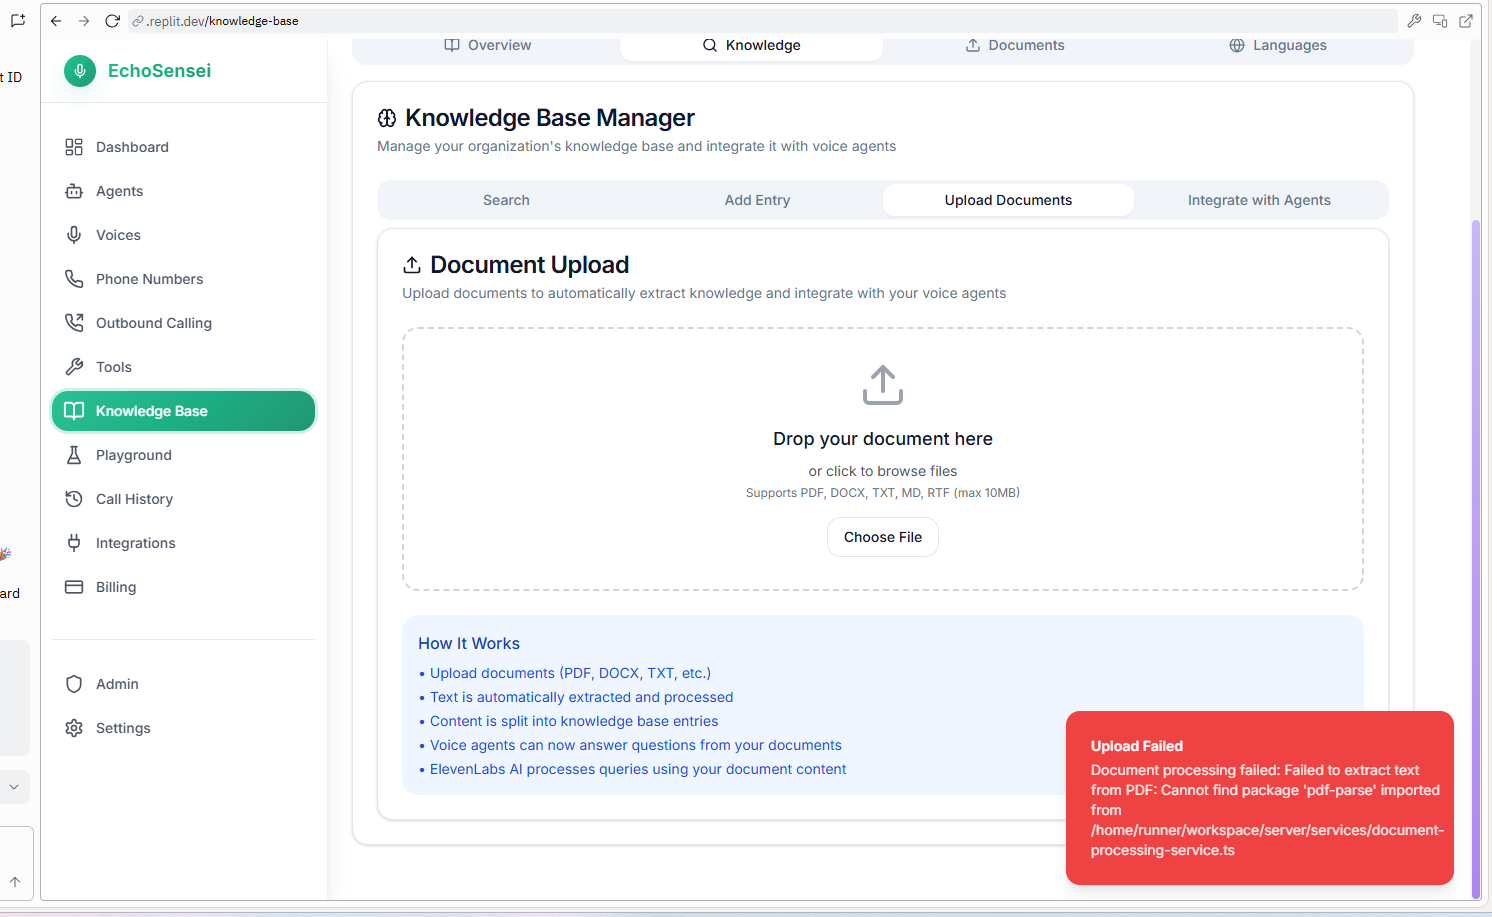 .replit.dev/knowledge-base
t ID
ard
EchoSensei
Dashboard
Agents
Voices
Phone Numbers
Outbound Calling
Tools
Knowledge Base
Playground
Call History
Integrations
Billing
Admin
Settings
Overview
Knowledge
Documents
Languages
Knowledge Base Manager
Manage your organization's knowledge base and integrate it with voice agents
Search
Add Entry
Upload Documents
Integrate with Agents
Document Upload
Upload documents to automatically extract knowledge and integrate with your voice agents
Drop your document here
or click to browse files
Supports PDF, DOCX, TXT, MD, RTF (max 10MB)
Choose File
How It Works
• Upload documents (PDF, DOCX, TXT, etc.)
• Text is automatically extracted and processed
• Content is split into knowledge base entries
• Voice agents can now answer questions from your documents
• ElevenLabs AI processes queries using your document content
Upload Failed
Document processing failed: Failed to extract text
from PDF: Cannot find package 'pdf-parse' imported
from
/home/runner/workspace/server/services/document-
processing-service.ts